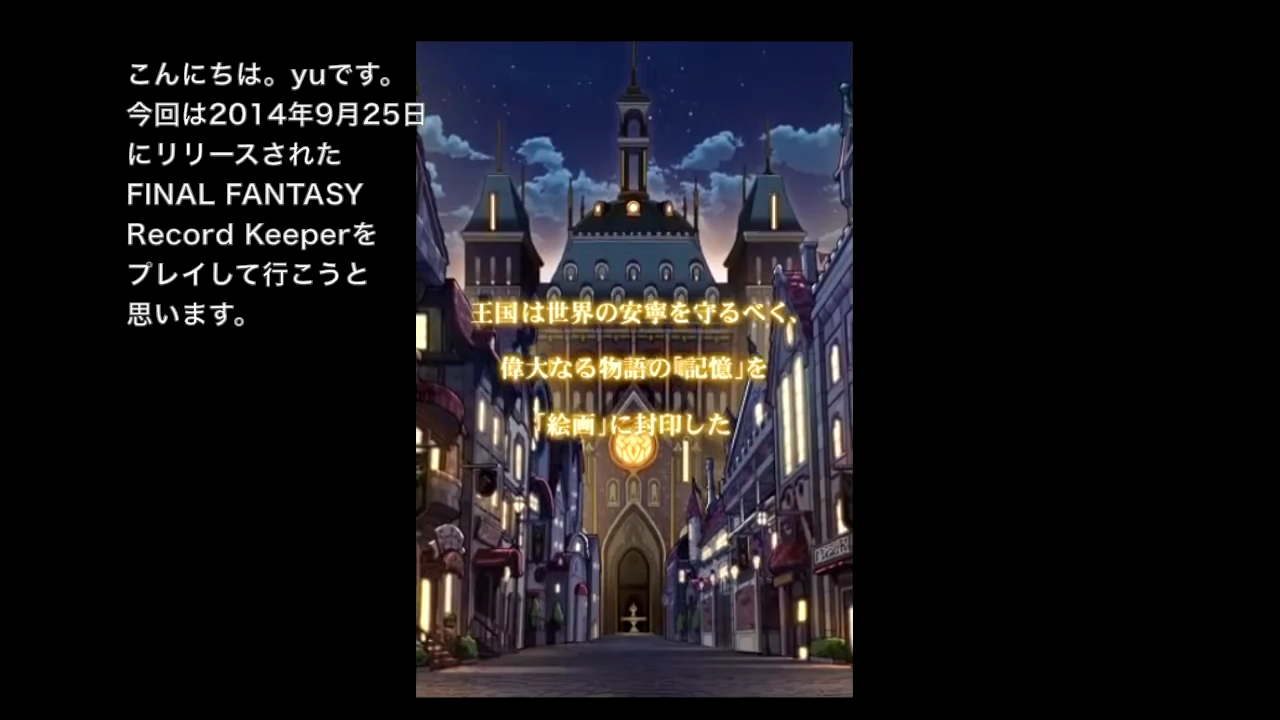 こんにちは。yuです。
今回は2014年9月25日
にリリースされた
FINAL FANTASY
Record Keeperを
プレイして行こうと
思います。
王国は世界の安寧を守るべく、
偉大なる物語の「記憶」を
「絵画」に封印した